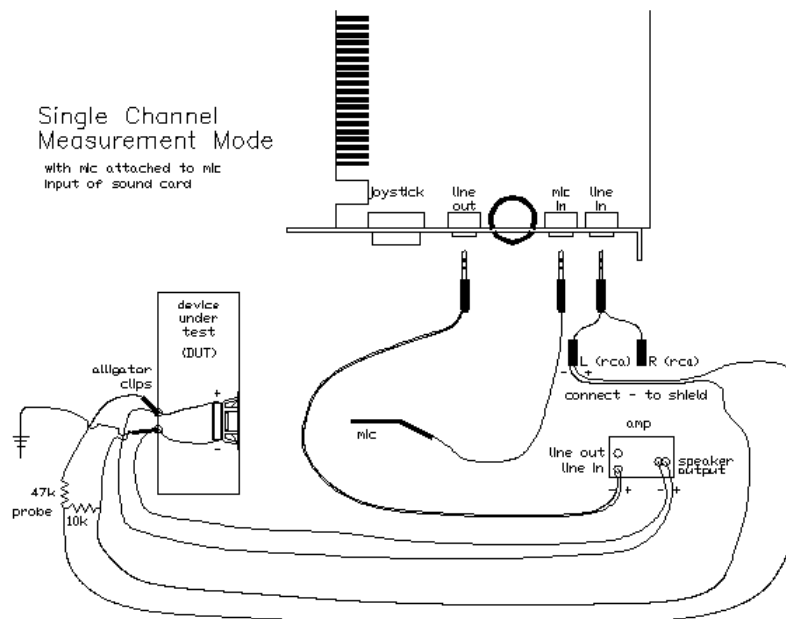 Single Channel
Measurement Mode
with mic attached to mic
input of sound card
joystick
line
out
mic
in
line
in
device
under
test
(DUT)
alligator
clips
+
-
L (rca)
R (rca)
- +
connect - to shield
mic
amp
line out
line in
speaker
output
- +
- +
47k
probe
10k